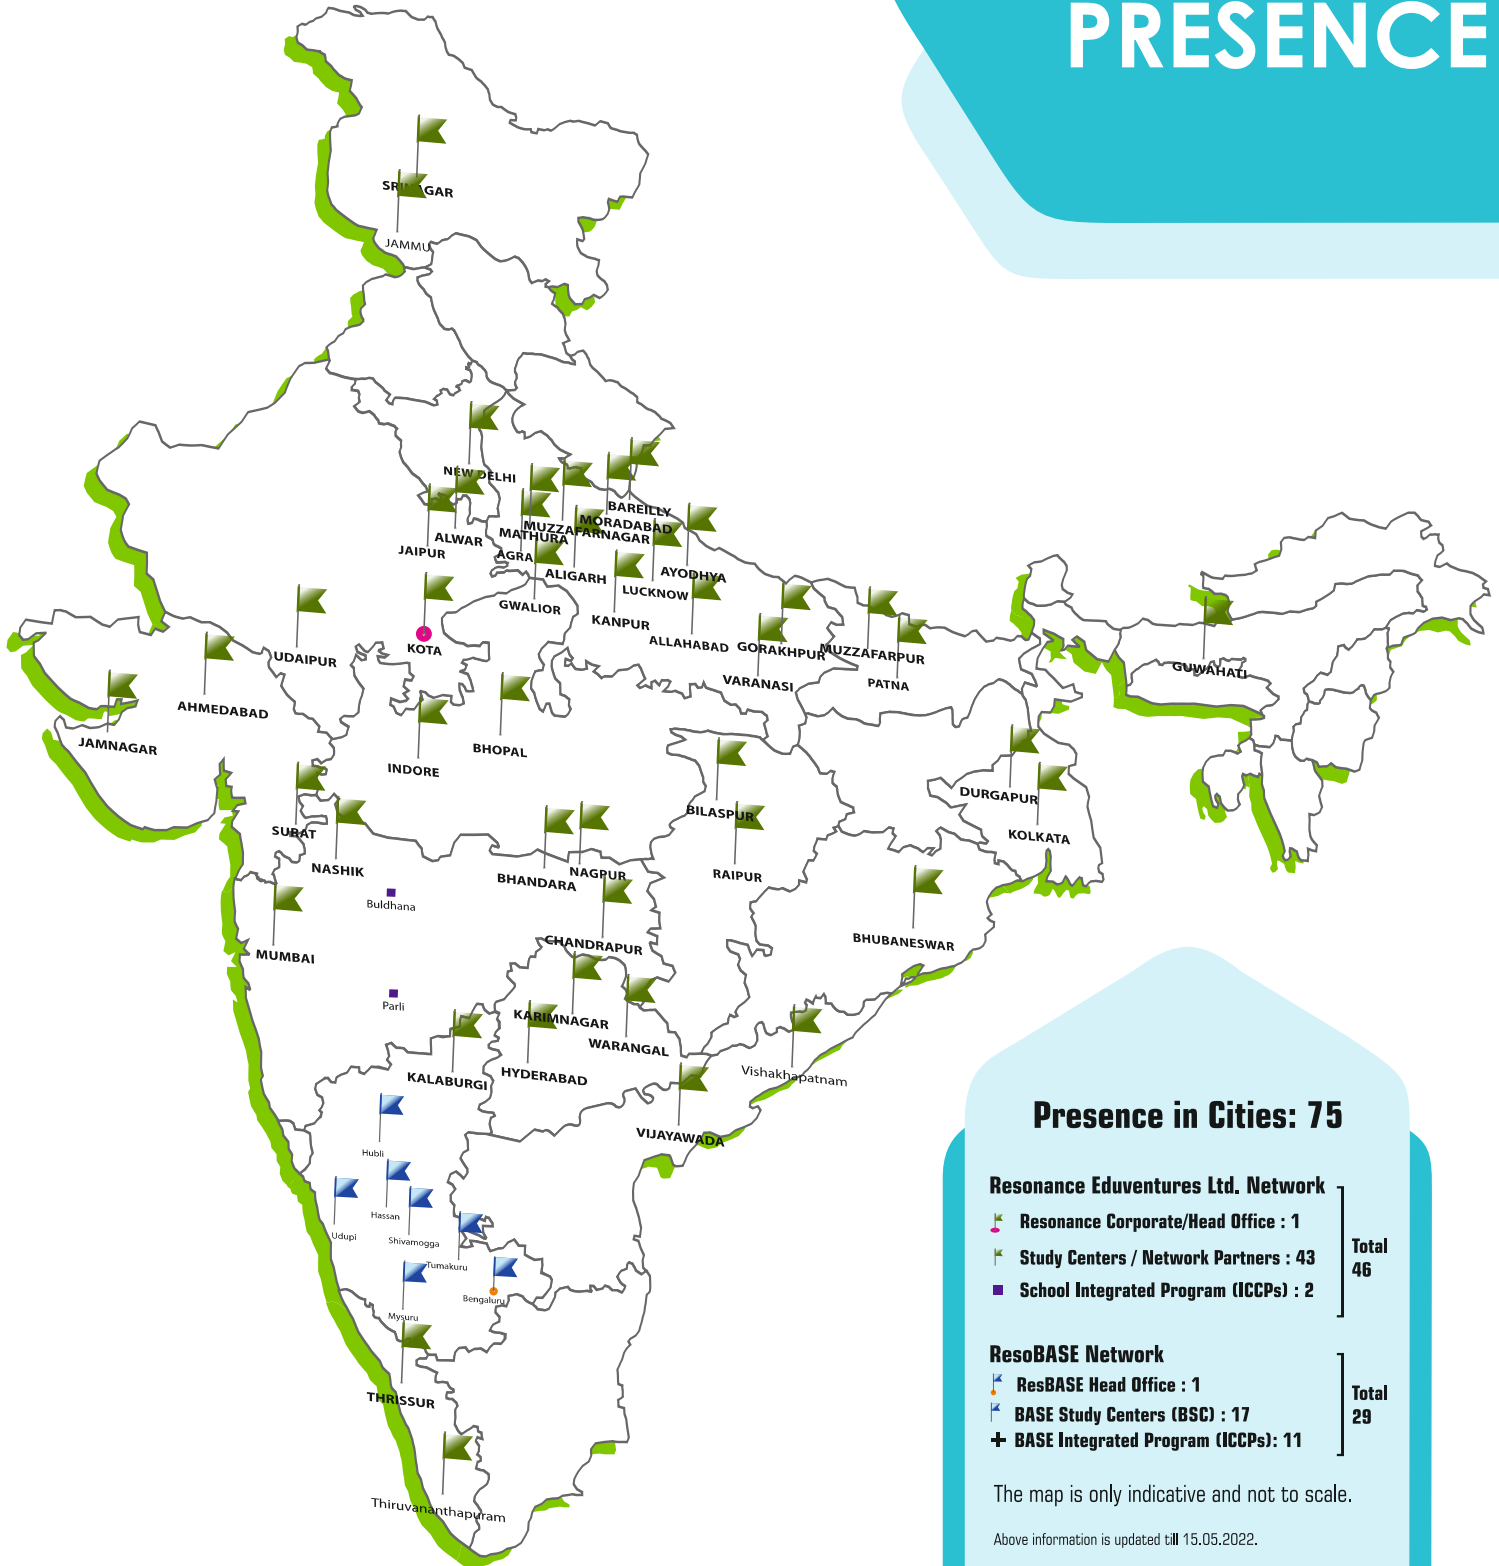 PRESENCE
SRINAGAR
JAMMU
NEW DELHI
BAREILLY
MORADABAD
MUZZAFARNAGAR
MATHURA
ALWAR
JAIPUR
AGRA
ALIGARH
AYODHYA
LUCKNOW
GWALIOR
KANPUR
ALLAHABAD
GORAKHPUR
MUZZAFARPUR
KOTA
UDAIPUR
GUWAHATI
VARANASI
PATNA
AHMEDABAD
JAMNAGAR
BHOPAL
INDORE
DURGAPUR
BILASPUR
KOLKATA
SURAT
NASHIK
NAGPUR
BHANDARA
RAIPUR
Buldhana
CHANDRAPUR
BHUBANESWAR
MUMBAI
Parli
KARIMNAGAR
WARANGAL
KALABURGI
HYDERABAD
Vishakhapatnam
VIJAYAWADA
Hubli
Hassan
Udupi
Shivamogga
Tumakuru
Bengaluru
Mysuru
THRISSUR
Thiruvananthapuram
Presence in Cities: 75
Resonance Eduventures Ltd. Network
Resonance Corporate/Head Office : 1
Study Centers / Network Partners : 43
School Integrated Program (ICCPs) : 2
Total
46
ResoBASE Network
ResBASE Head Office : 1
BASE Study Centers (BSC) : 17
BASE Integrated Program (ICCPs): 11
Total
29
The map is only indicative and not to scale.
Above information is updated till 15.05.2022.